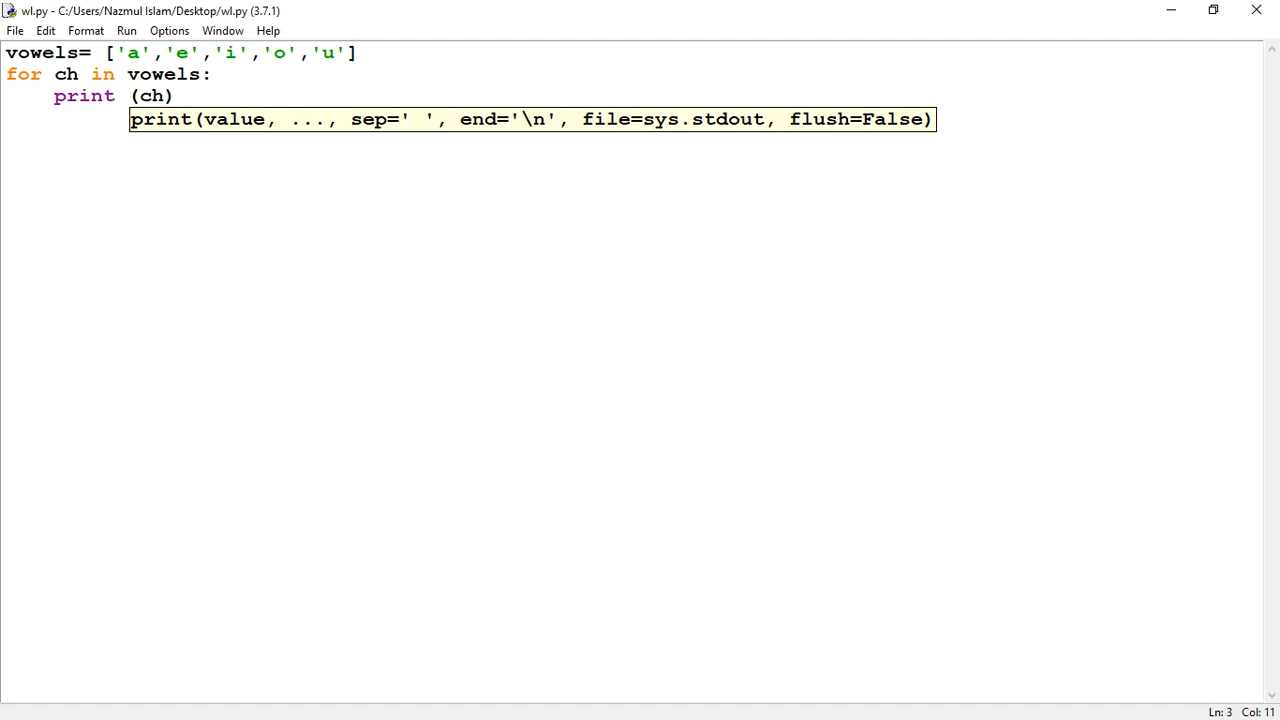 wl.py - C:/Users/Nazmul Islam/Desktop/wl.py (3.7.1)
File Edit Format Run Options Window Help
vowels= ['a','e','i','o','u']
for ch in vowels:
    print (ch)
print(value, ..., sep=' ', end='\n', file=sys.stdout, flush=False)
Ln: 3 Col: 11